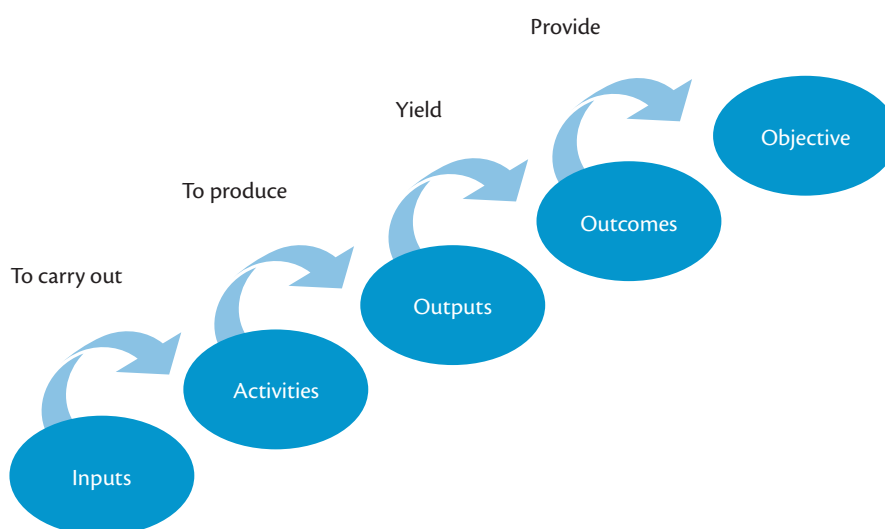 Provide
Yield
Objective
To produce
Outcomes
To carry out
Outputs
Activities
Inputs